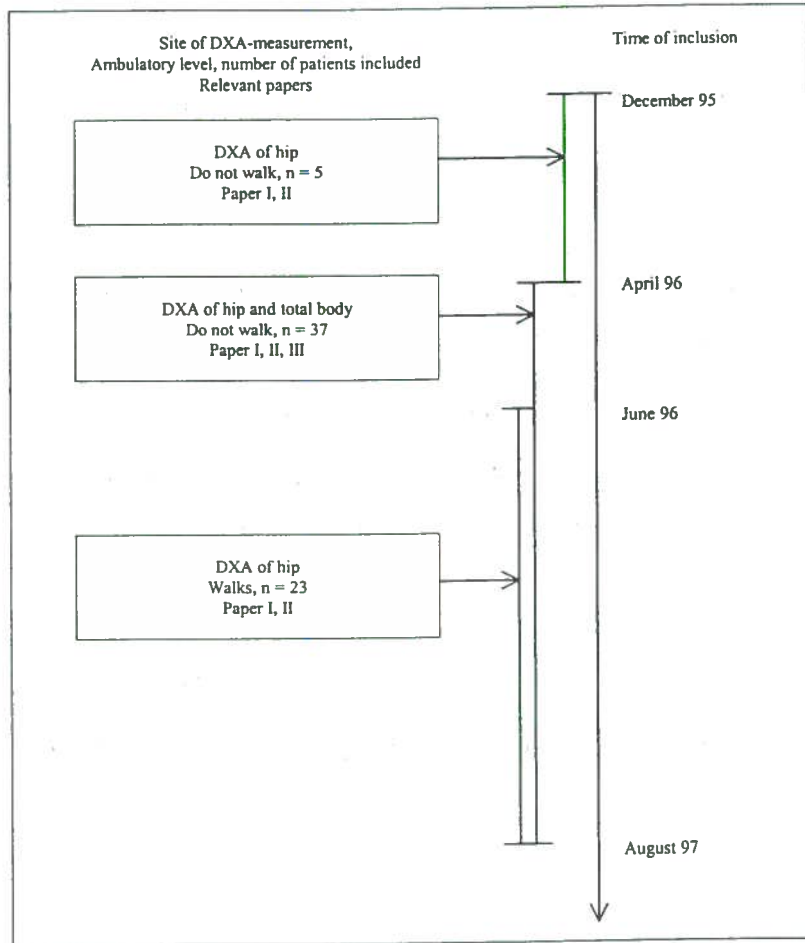 Site of DXA-measurement,
Ambulatory level, number of patients included
Relevant papers
Time of inclusion
December 95
DXA of hip
Do not walk, n = 5
Paper I, II
April 96
DXA of hip and total body
Do not walk, n = 37
Paper I, II, III
June 96
DXA of hip
Walks, n = 23
Paper I, II
August 97